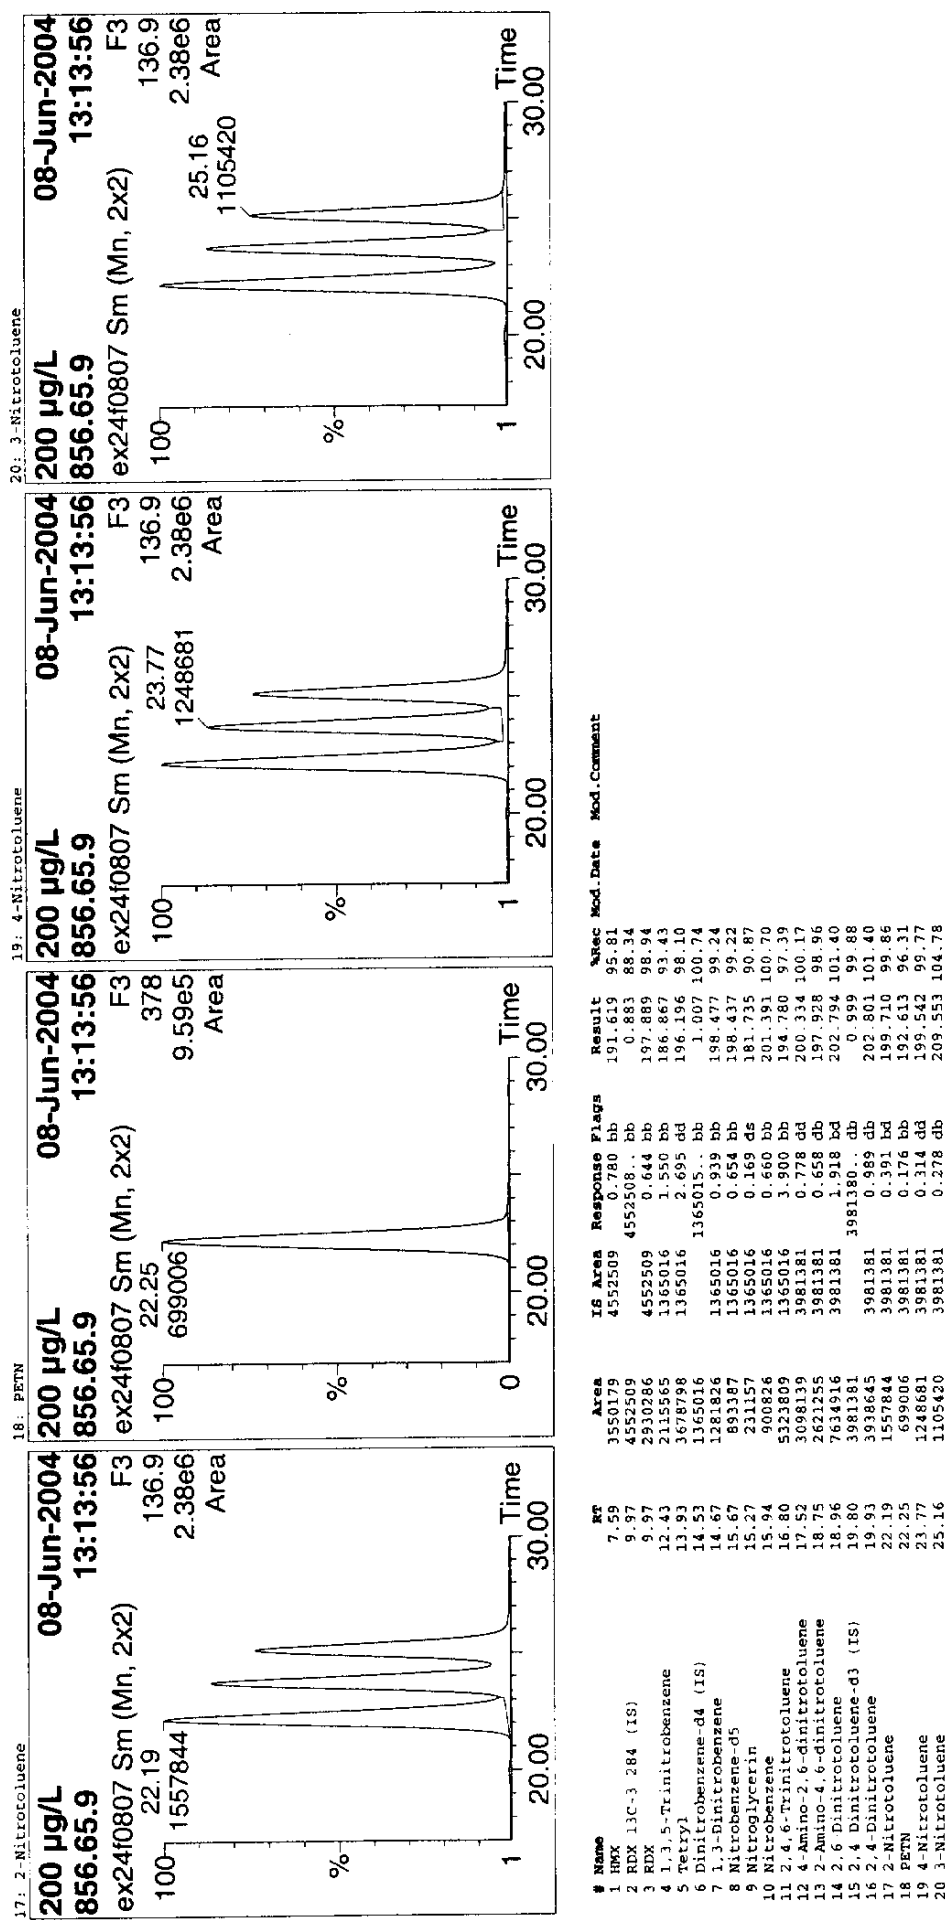 17: 2-Nitrotoluene
200 µg/L 08-Jun-2004
856.65.9 13:13:56
ex24f0807 Sm (Mn, 2x2) F3
136.9
2.38e6
Area
22.19
1557844
100
%
1
20.00 30.00
Time
18: PETN
200 µg/L 08-Jun-2004
856.65.9 13:13:56
ex24f0807 Sm (Mn, 2x2) F3
378
9.59e5
Area
22.25
699006
100
%
0
20.00 30.00
Time
19: 4-Nitrotoluene
200 µg/L 08-Jun-2004
856.65.9 13:13:56
ex24f0807 Sm (Mn, 2x2) F3
136.9
2.38e6
Area
23.77
1248681
100
%
1
20.00 30.00
Time
20: 3-Nitrotoluene
200 µg/L 08-Jun-2004
856.65.9 13:13:56
ex24f0807 Sm (Mn, 2x2) F3
136.9
2.38e6
Area
25.16
1105420
100
%
1
20.00 30.00
Time
# Name RT Area IS Area Response Flags Result %Rec Mod.Date Mod.Comment
1 HMX 7.59 3550179 4552509 0.780 bb 191.619 95.81
2 RDX 13C-3 284 (IS) 9.97 4552509 4552508.. bb 0.883 88.34
3 RDX 9.97 2930286 4552509 0.644 bb 197.889 98.94
4 1,3,5-Trinitrobenzene 12.43 2115565 1365016 1.550 bb 186.867 93.43
5 Tetryl 13.93 3678798 1365016 2.695 dd 196.196 98.10
6 Dinitrobenzene-d4 (IS) 14.53 1365016 1365015.. bb 1.007 100.74
7 1,3-Dinitrobenzene 14.67 1281826 1365016 0.939 bb 198.477 99.24
8 Nitrobenzene-d5 15.67 893387 1365016 0.654 bb 198.437 99.22
9 Nitroglycerin 15.27 231157 1365016 0.169 ds 181.735 90.87
10 Nitrobenzene 15.94 900826 1365016 0.660 bb 201.391 100.70
11 2,4,6-Trinitrotoluene 16.80 5323809 1365016 3.900 bb 194.780 97.39
12 4-Amino-2,6-dinitrotoluene 17.52 3098139 3981381 0.778 dd 200.334 100.17
13 2-Amino-4,6-dinitrotoluene 18.75 2621255 3981381 0.658 db 197.928 98.96
14 2,6-Dinitrotoluene 18.96 7634916 3981381 1.918 bd 202.794 101.40
15 2,4 Dinitrotoluene-d3 (IS) 19.80 3981381 3981380.. db 0.999 99.88
16 2,4-Dinitrotoluene 19.93 3938645 3981381 0.989 db 202.801 101.40
17 2-Nitrotoluene 22.19 1557844 3981381 0.391 bd 199.710 99.86
18 PETN 22.25 699006 3981381 0.176 bb 192.613 96.31
19 4-Nitrotoluene 23.77 1248681 3981381 0.314 dd 199.542 99.77
20 3-Nitrotoluene 25.16 1105420 3981381 0.278 db 209.553 104.78